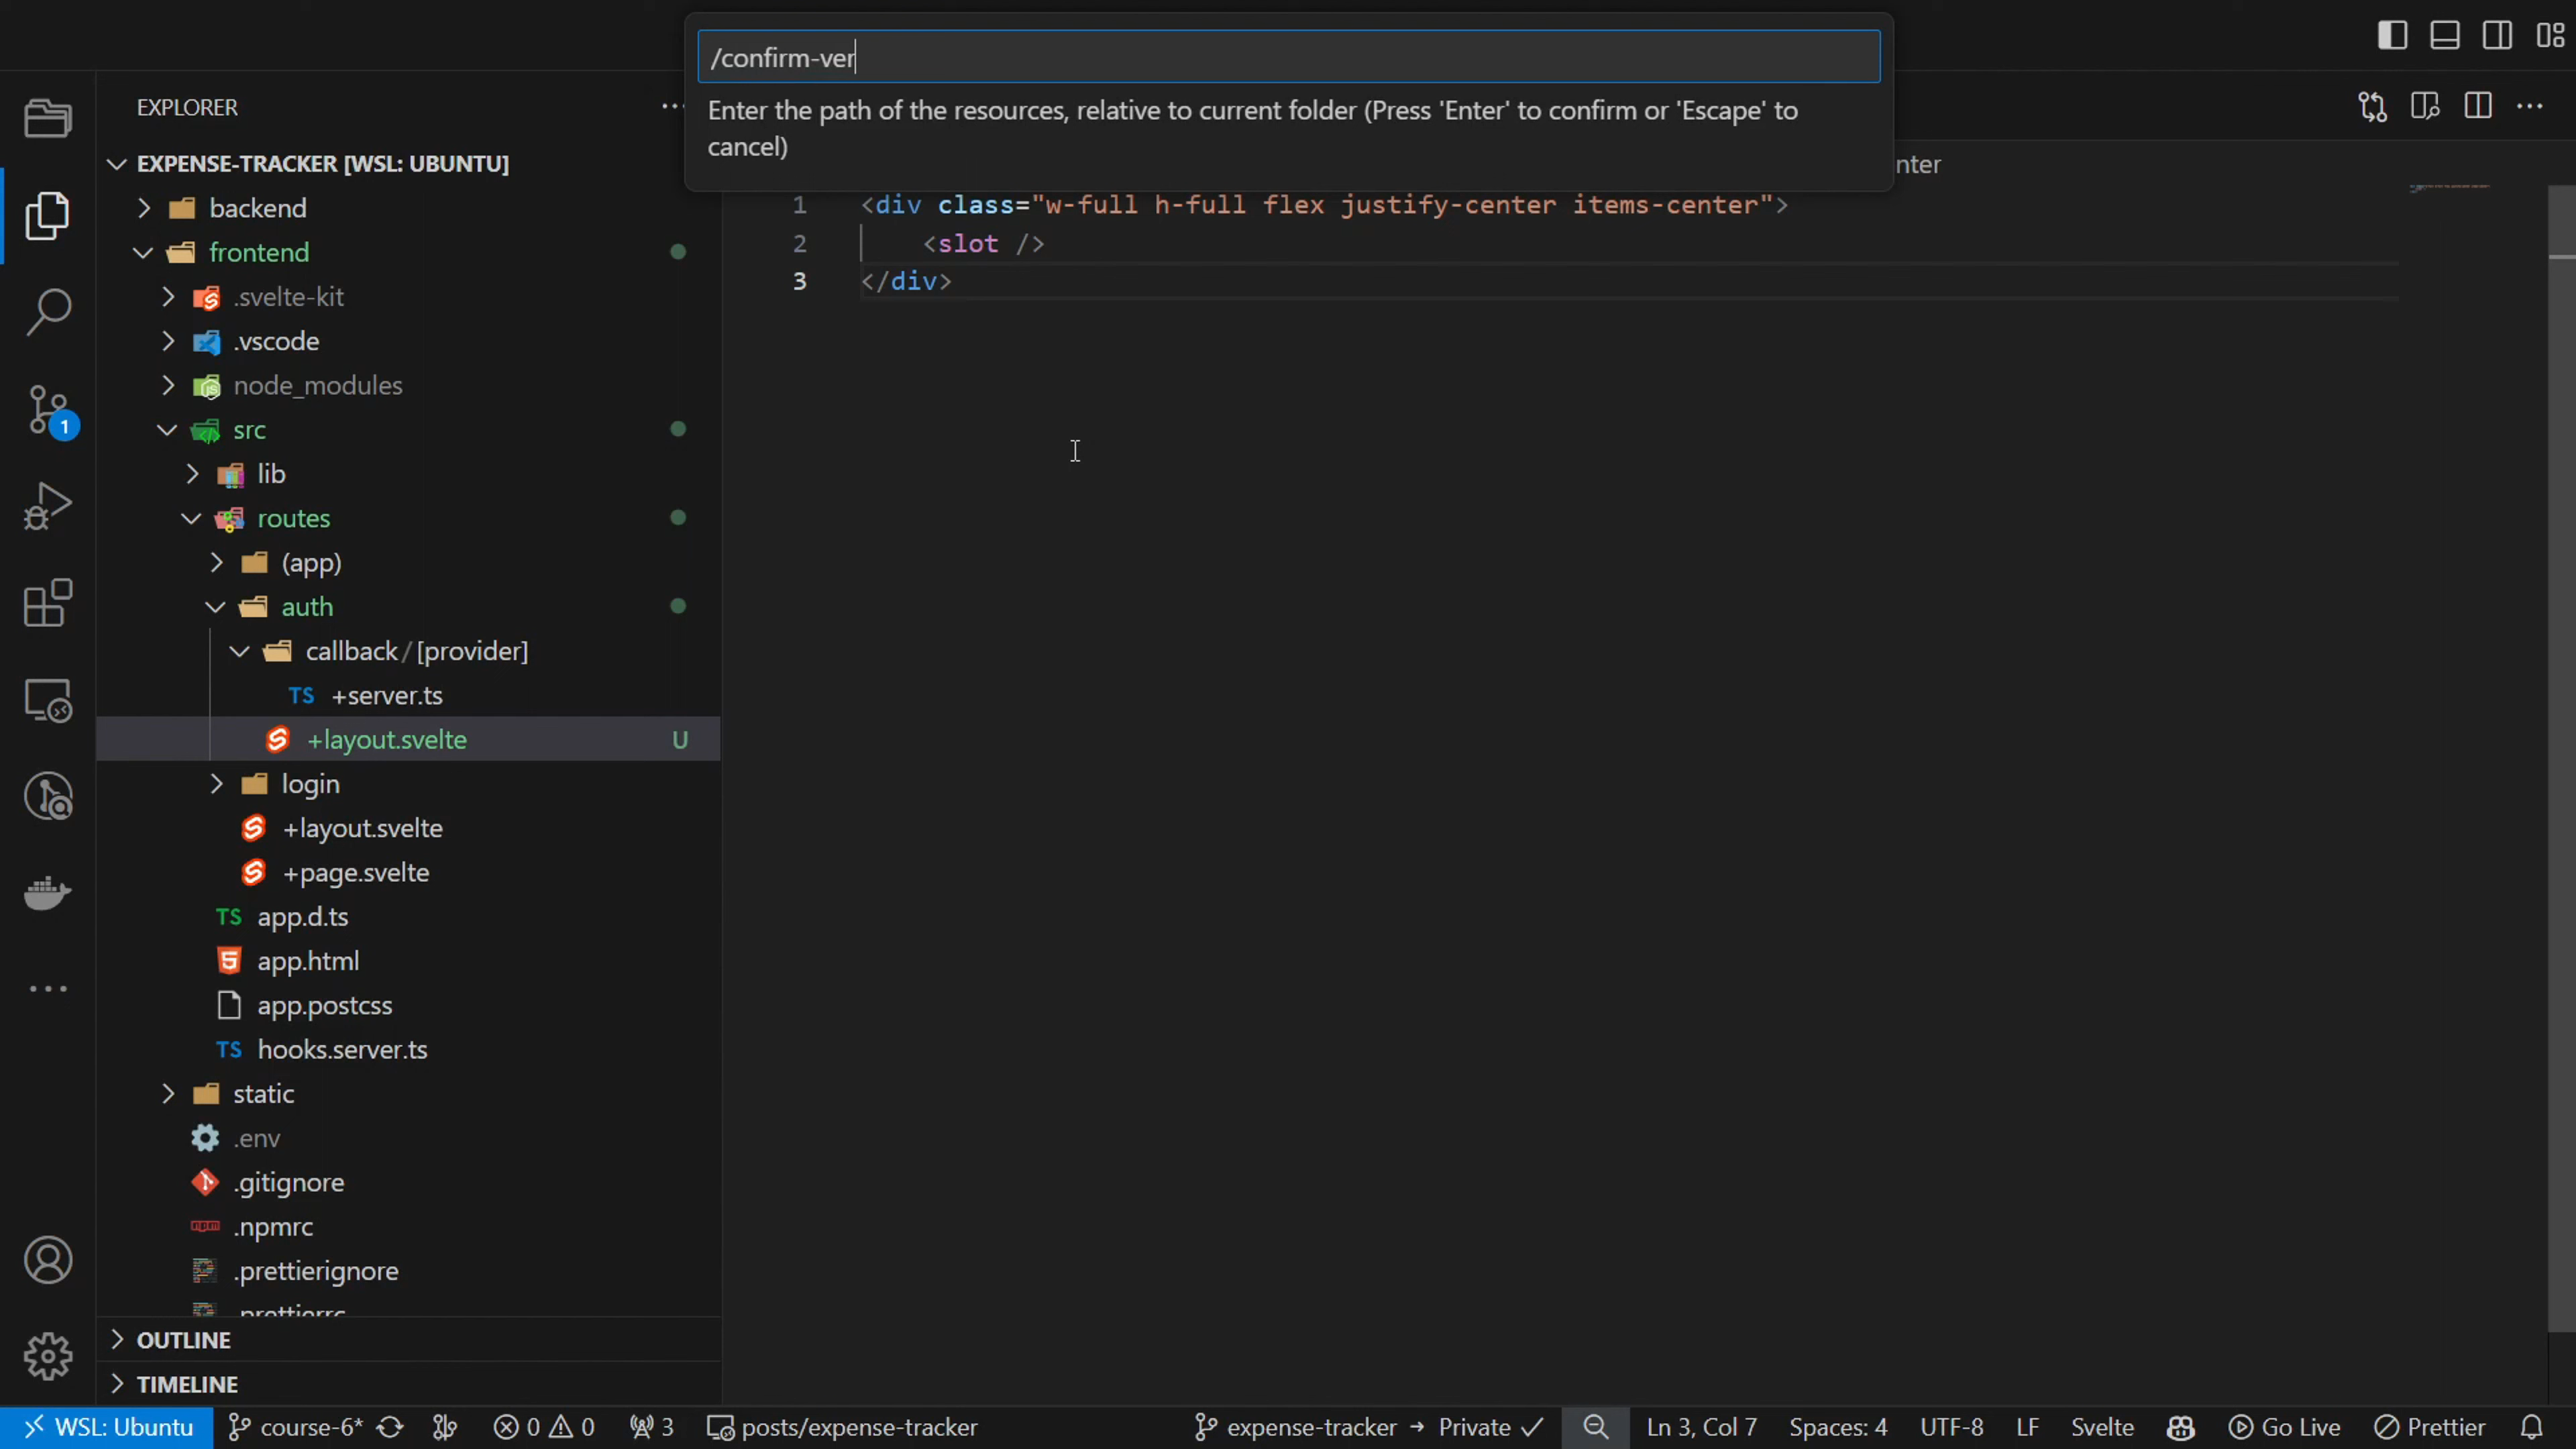 /confirm-ver
Enter the path of the resources, relative to current folder (Press 'Enter' to confirm or 'Escape' to
cancel)
EXPLORER
EXPENSE-TRACKER [WSL: UBUNTU]
nter
backend
frontend
.svelte-kit
.vscode
node_modules
src
lib
routes
(app)
auth
callback/[provider]
TS +server.ts
+layout.svelte U
login
+layout.svelte
+page.svelte
TS app.d.ts
app.html
app.postcss
TS hooks.server.ts
static
.env
.gitignore
npm .npmrc
.prettierignore
.prettierrc
OUTLINE
TIMELINE
1 <div class="w-full h-full flex justify-center items-center">
2 <slot />
3 </div>
1
WSL: Ubuntu course-6* 0 0 3 posts/expense-tracker expense-tracker → Private ✓ Ln 3, Col 7 Spaces: 4 UTF-8 LF Svelte Go Live Prettier